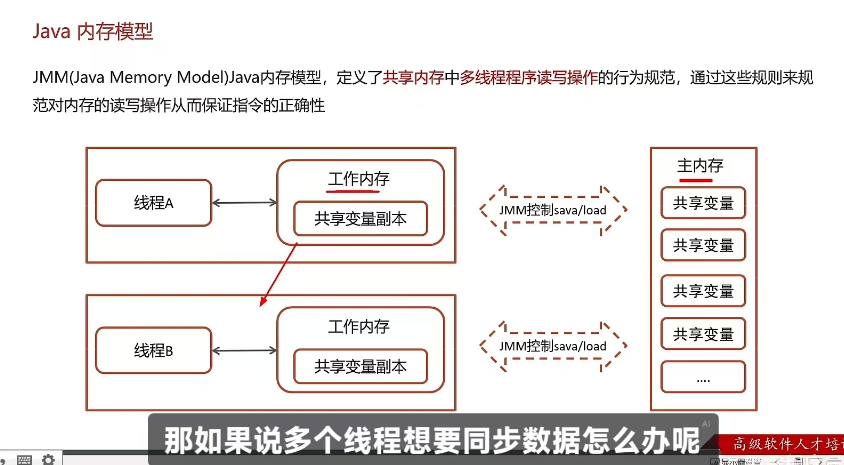 Java 内存模型
JMM(Java Memory Model)Java内存模型，定义了共享内存中多线程程序读写操作的行为规范，通过这些规则来规
范对内存的读写操作从而保证指令的正确性
线程A
工作内存
共享变量副本
JMM控制sava/load
主内存
共享变量
共享变量
共享变量
共享变量
....
线程B
工作内存
共享变量副本
JMM控制sava/load
那如果说多个线程想要同步数据怎么办呢
AI
高级软件人才培